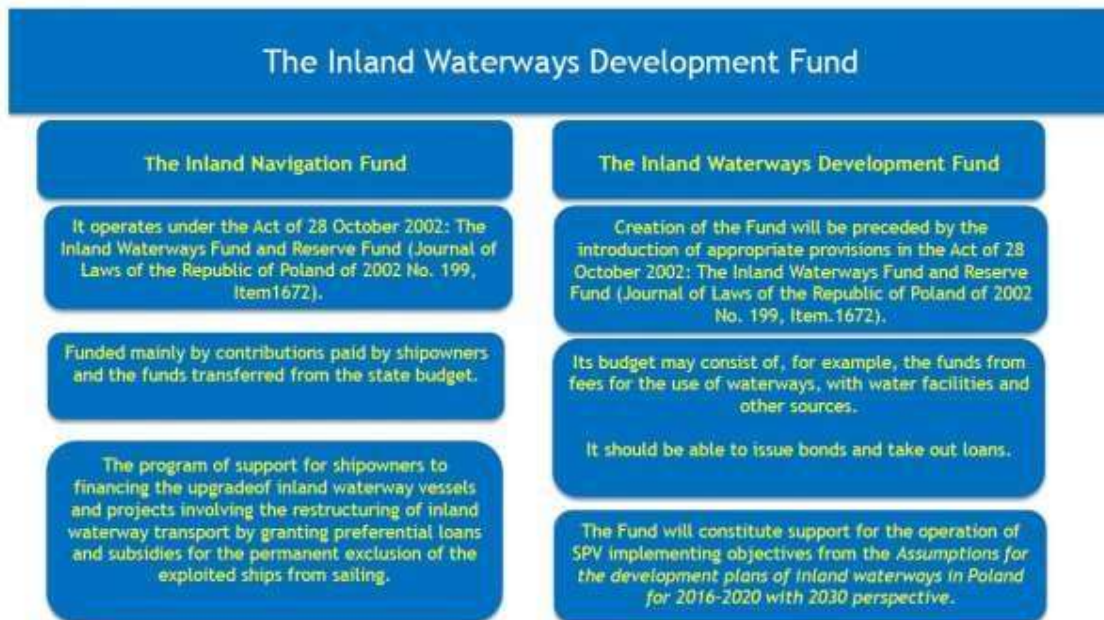 The Inland Waterways Development Fund
The Inland Navigation Fund
It operates under the Act of 28 October 2002: The
Inland Waterways Fund and Reserve Fund (Journal of
Laws of the Republic of Poland of 2002 No. 199,
Item1672).
Funded mainly by contributions paid by shipowners
and the funds transferred from the state budget.
The program of support for shipowners to
financing the upgradeof inland waterway vessels
and projects involving the restructuring of inland
waterway transport by granting preferential loans
and subsidies for the permanent exclusion of the
exploited ships from sailing.
The Inland Waterways Development Fund
Creation of the Fund will be preceded by the
introduction of appropriate provisions in the Act of 28
October 2002: The Inland Waterways Fund and Reserve
Fund (Journal of Laws of the Republic of Poland of 2002
No. 199, Item.1672).
Its budget may consist of, for example, the funds from
fees for the use of waterways, with water facilities and
other sources.
It should be able to issue bonds and take out loans.
The Fund will constitute support for the operation of
SPV implementing objectives from the Assumptions for
the development plans of inland waterways in Poland
for 2016-2020 with 2030 perspective.